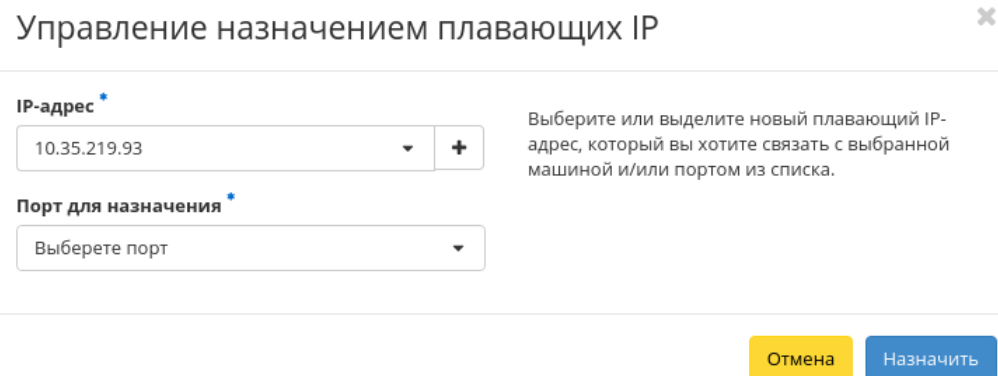 Управление назначением плавающих IP
IP-адрес *
10.35.219.93
Порт для назначения *
Выберете порт
Выберите или выделите новый плавающий IP-
адрес, который вы хотите связать с выбранной
машиной и/или портом из списка.
Отмена
Назначить